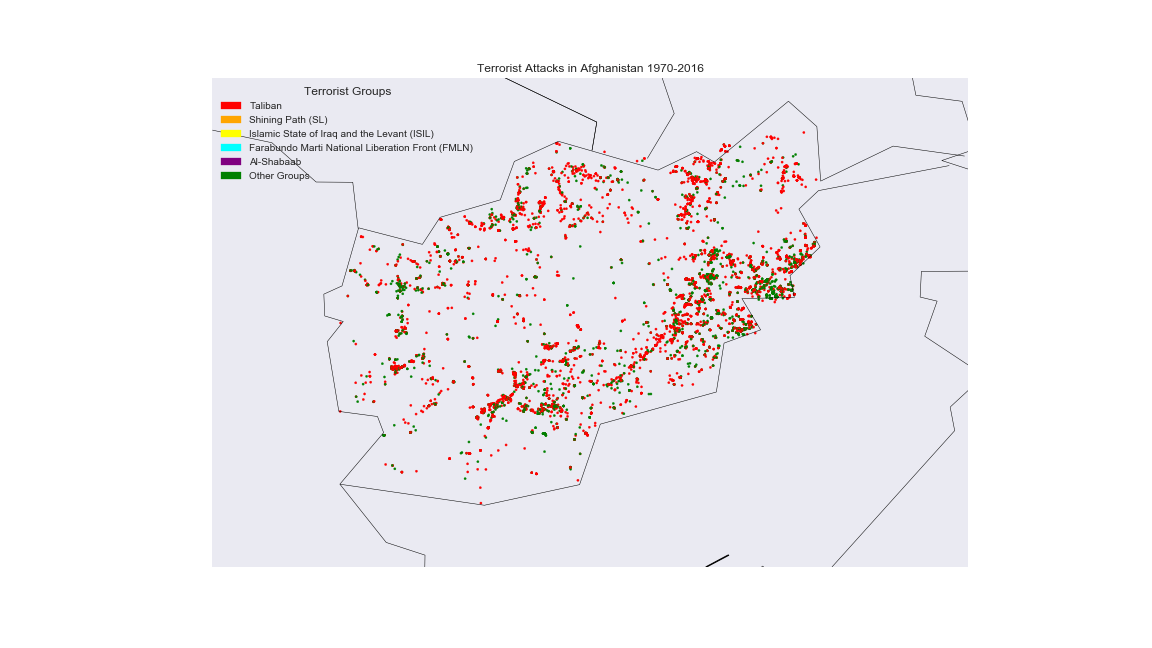 Terrorist Attacks in Afghanistan 1970-2016
Terrorist Groups
Taliban
Shining Path (SL)
Islamic State of Iraq and the Levant (ISIL)
Farabundo Marti National Liberation Front (FMLN)
Al-Shabaab
Other Groups